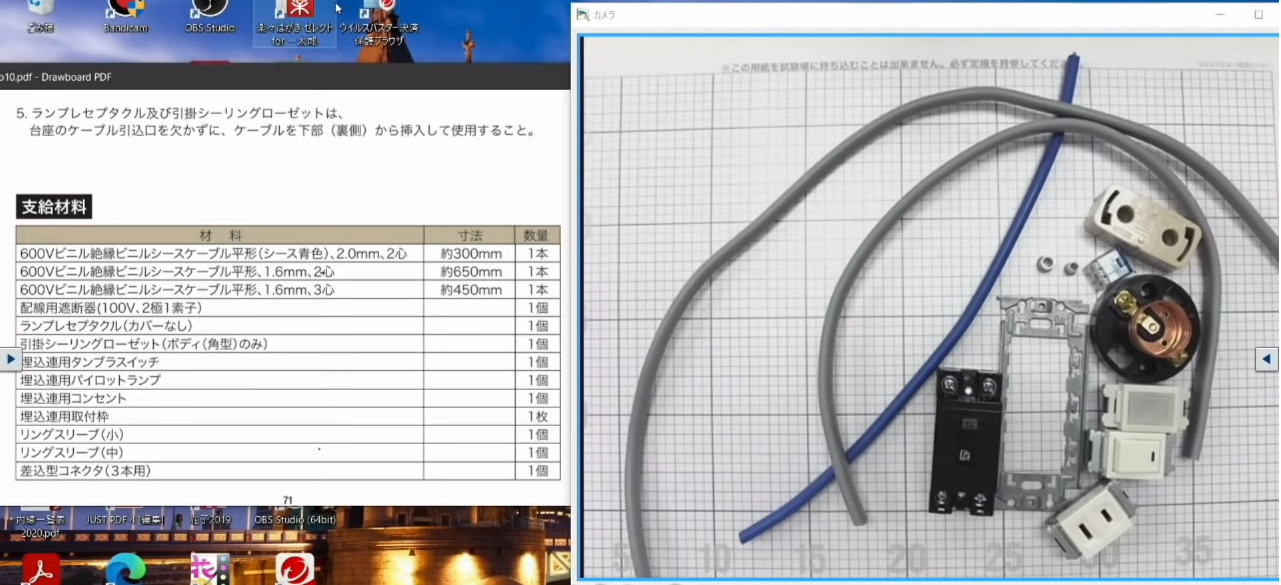 ごみ箱
Bandicam
OBS Studio
楽々はがき セレクト for 一太郎
ウイルスバスター決済保護ブラウザ
o10.pdf - Drawboard PDF
カメラ
※この用紙を試験場に持ち込むことは出来ません。必ず定規を持参してくだ
5. ランプレセプタクル及び引掛シーリングローゼットは、
台座のケーブル引込口を欠かずに、ケーブルを下部（裏側）から挿入して使用すること。
支給材料
材 料 寸法 数量
600Vビニル絶縁ビニルシースケーブル平形（シース青色）、2.0mm、2心 約300mm 1本
600Vビニル絶縁ビニルシースケーブル平形、1.6mm、2心 約650mm 1本
600Vビニル絶縁ビニルシースケーブル平形、1.6mm、3心 約450mm 1本
配線用遮断器（100V、2極1素子） 1個
ランプレセプタクル（カバーなし） 1個
引掛シーリングローゼット（ボディ（角型）のみ） 1個
埋込連用タンブラスイッチ 1個
埋込連用パイロットランプ 1個
埋込連用コンセント 1個
埋込連用取付枠 1枚
リングスリーブ（小） 1個
リングスリーブ（中） 1個
差込型コネクタ（3本用） 1個
71
内線一覧表 2020.pdf
JUST PDF 4 [編集]
花子2019
OBS Studio (64bit)
5 10 15 20 25 30 35